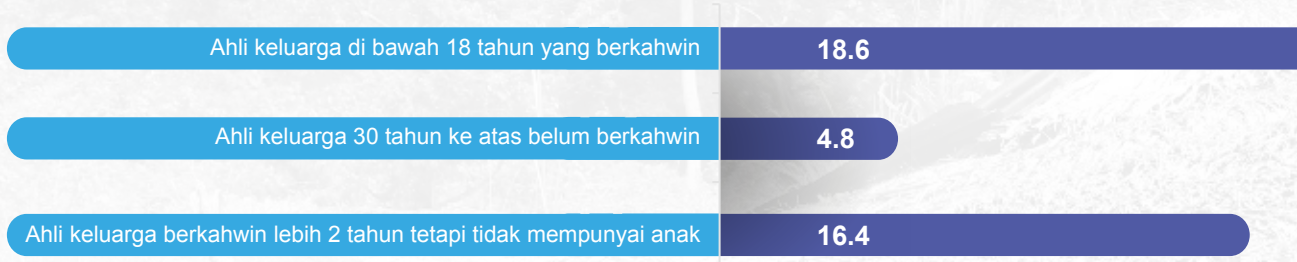 Ahli keluarga di bawah 18 tahun yang berkahwin 18.6
Ahli keluarga 30 tahun ke atas belum berkahwin 4.8
Ahli keluarga berkahwin lebih 2 tahun tetapi tidak mempunyai anak 16.4